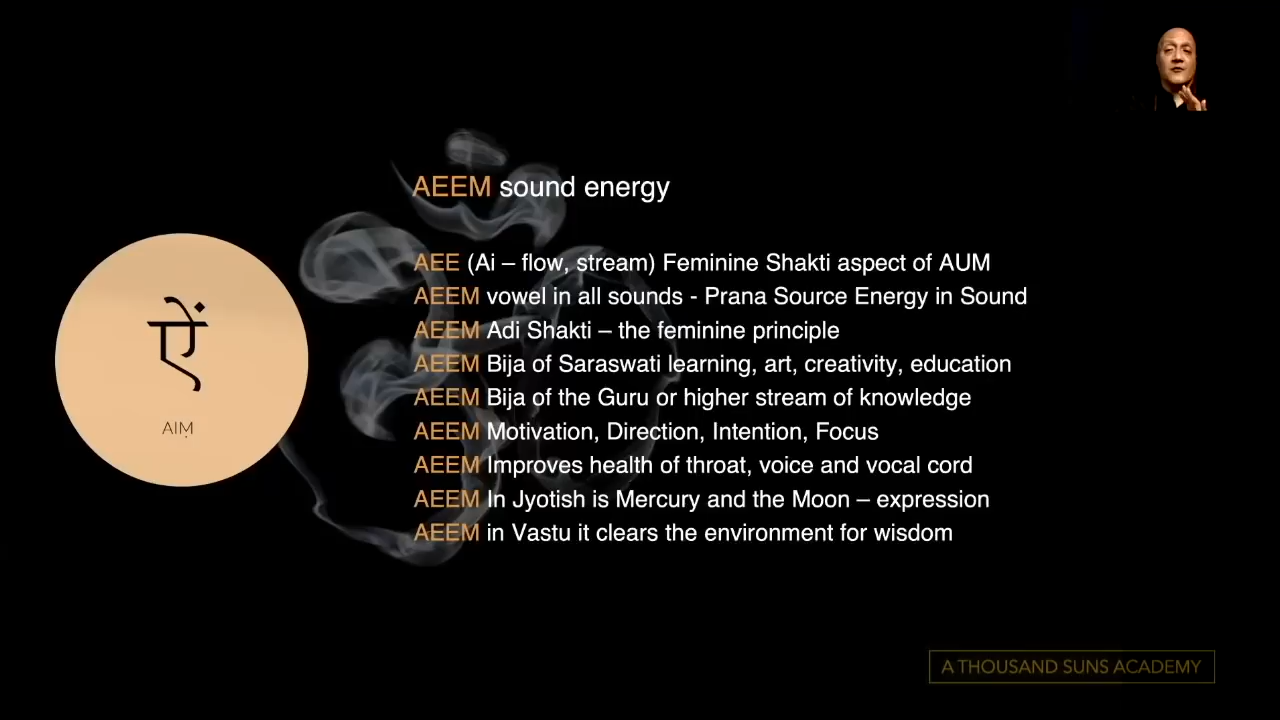 AEEM sound energy
AEE (Ai – flow, stream) Feminine Shakti aspect of AUM
AEEM vowel in all sounds - Prana Source Energy in Sound
AEEM Adi Shakti – the feminine principle
AEEM Bija of Saraswati learning, art, creativity, education
AEEM Bija of the Guru or higher stream of knowledge
AEEM Motivation, Direction, Intention, Focus
AEEM Improves health of throat, voice and vocal cord
AEEM In Jyotish is Mercury and the Moon – expression
AEEM in Vastu it clears the environment for wisdom
ऐं
AIṂ
A THOUSAND SUNS ACADEMY